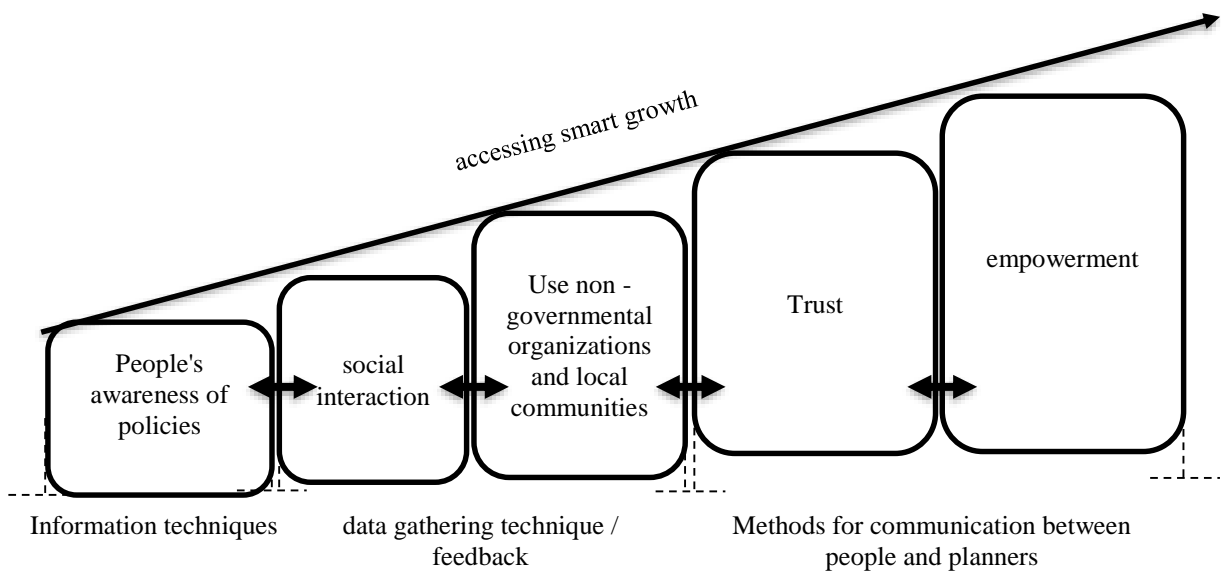 accessing smart growth
People's
awareness of
policies
social
interaction
Use non -
governmental
organizations
and local
communities
Trust
empowerment
Information techniques
data gathering technique /
feedback
Methods for communication between
people and planners